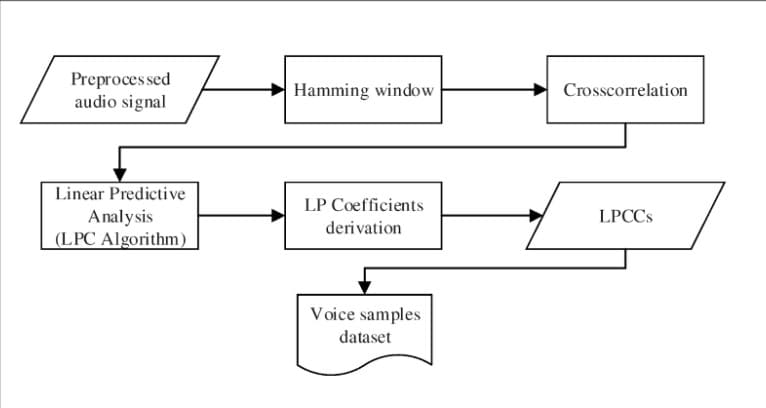 Preprocessed
audio signal
Hamming window
Crosscorrelation
Linear Predictive
Analysis
(LPC Algorithm)
LP Coefficients
derivation
LPCCs
Voice samples
dataset